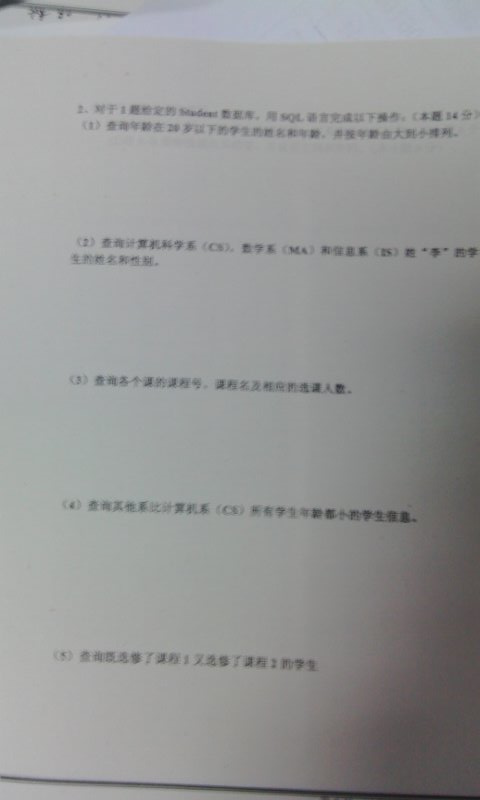 2、对于1题给定的 Student 数据库,用 SQL 语言完成以下操作:(本题14分)
(1)查询年龄在20岁以下的学生的姓名和年龄,并按年龄由大到小排列。
(2)查询计算机科学系(CS)、数学系(MA)和信息系(IS)姓“李”的学
生的姓名和性别。
(3)查询各个课的课程号、课程名及相应的选课人数。
(4)查询其他系比计算机系(CS)所有学生年龄都小的学生信息。
(5)查询既选修了课程1又选修了课程2的学生